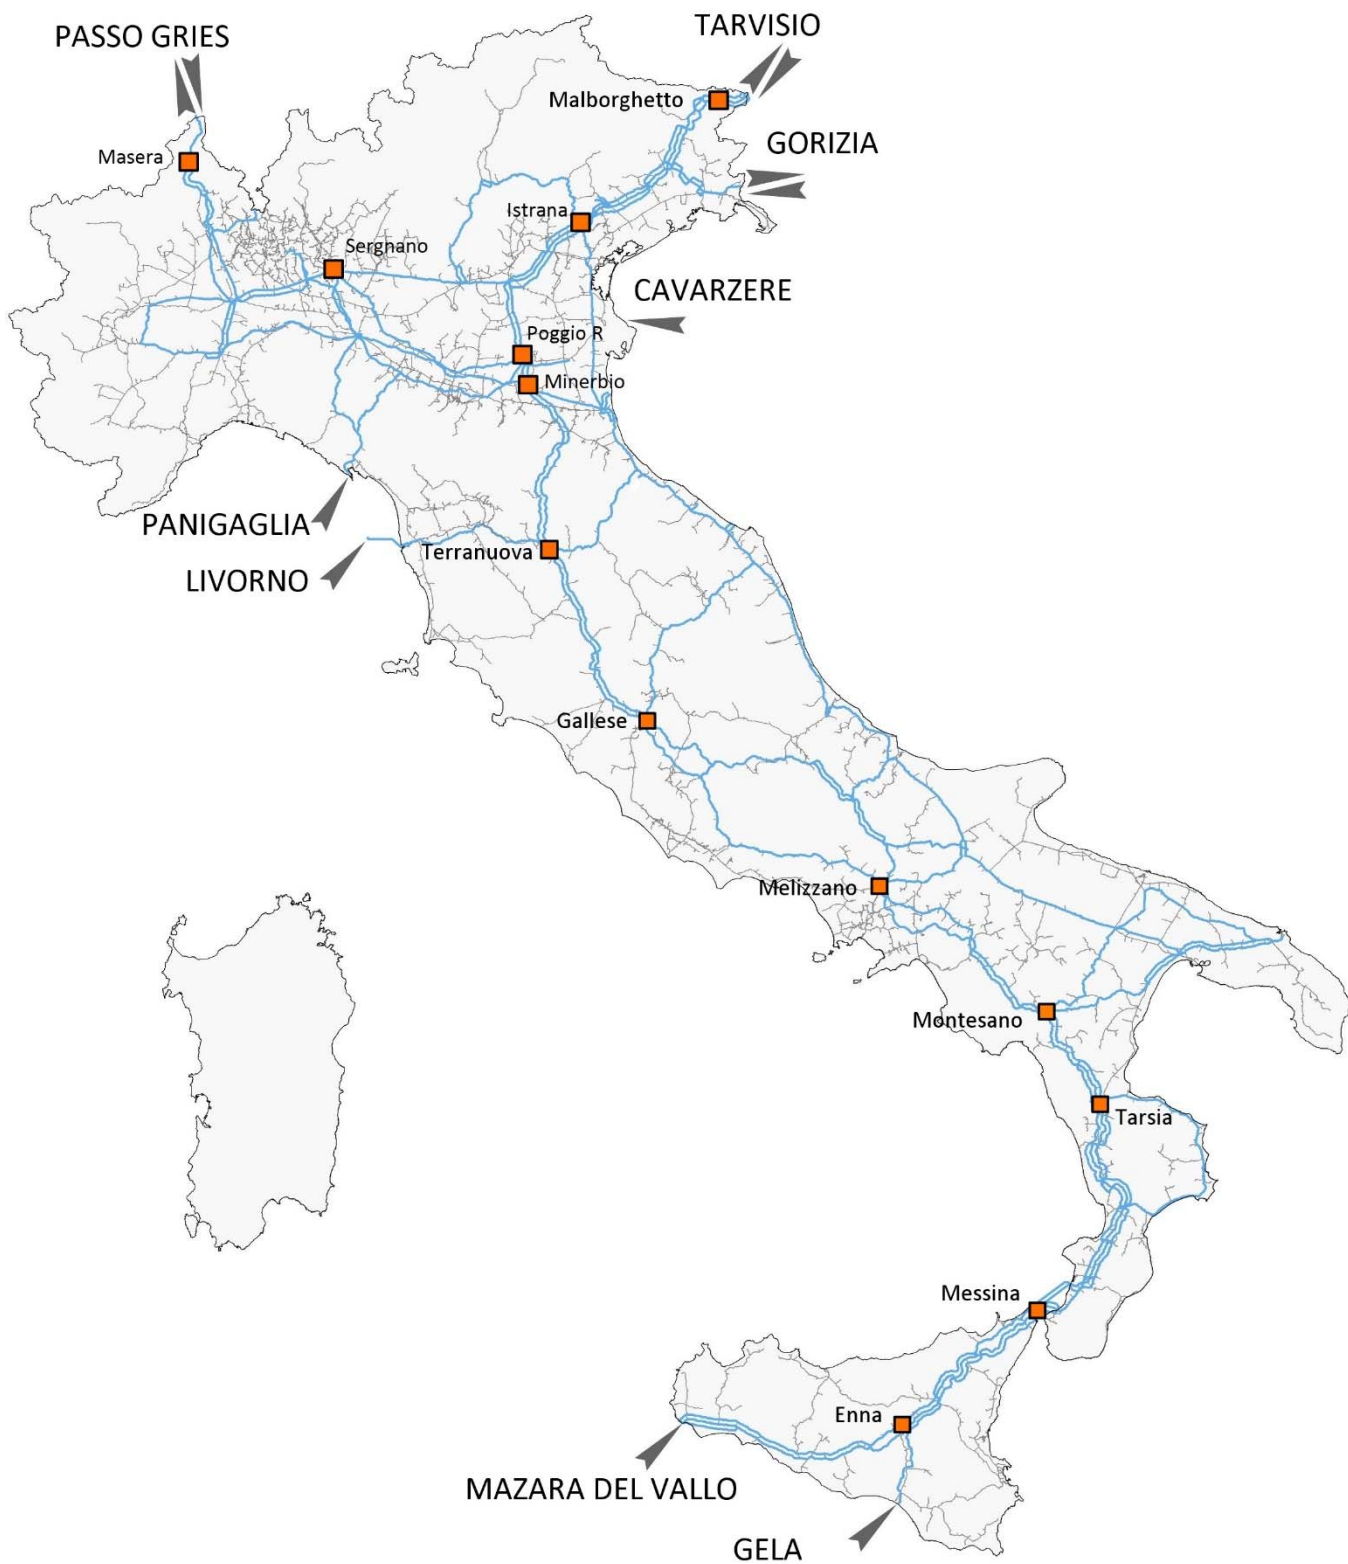 PASSO GRIES
TARVISIO
Malborghetto
GORIZIA
Masera
Istrana
Sergnano
CAVARZERE
Poggio R
Minerbio
PANIGAGLIA
Terranuova
LIVORNO
Gallese
Melizzano
Montesano
Tarsia
Messina
Enna
MAZARA DEL VALLO
GELA